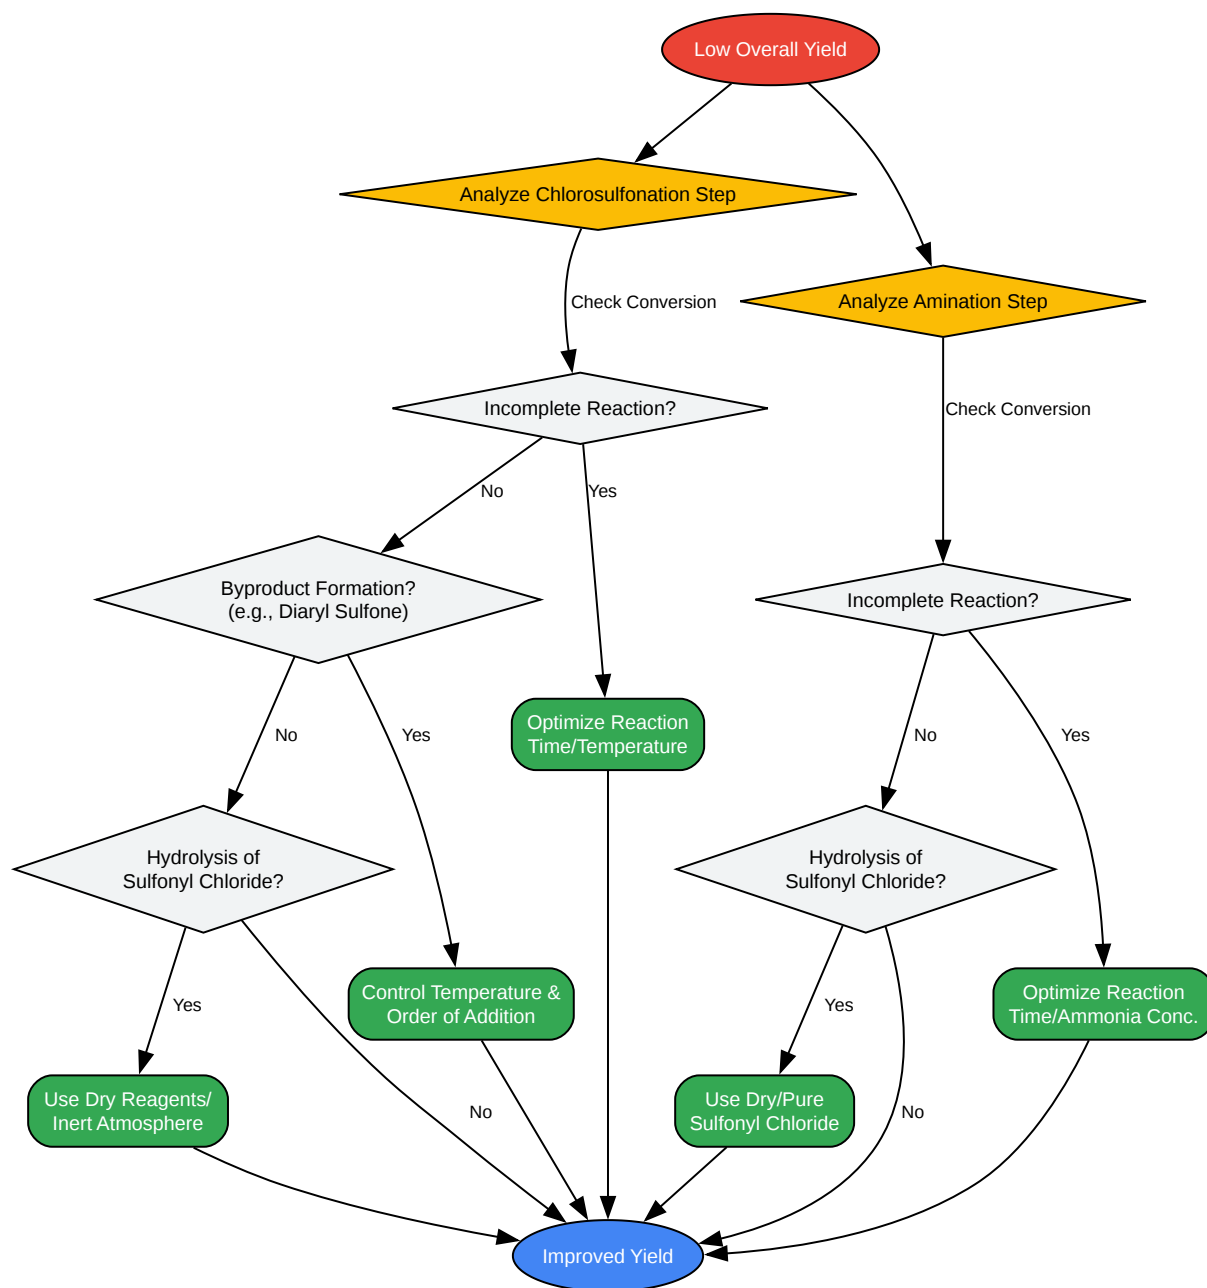 Low Overall Yield
Analyze Chlorosulfonation Step
Analyze Amination Step
Check Conversion
Check Conversion
Incomplete Reaction?
No
Yes
Byproduct Formation?
(e.g., Diaryl Sulfone)
Incomplete Reaction?
Optimize Reaction
Time/Temperature
No
Yes
No
Yes
Hydrolysis of
Sulfonyl Chloride?
Hydrolysis of
Sulfonyl Chloride?
Control Temperature &
Order of Addition
Optimize Reaction
Time/Ammonia Conc.
Yes
Yes
Use Dry Reagents/
Inert Atmosphere
No
Use Dry/Pure
Sulfonyl Chloride
No
Improved Yield